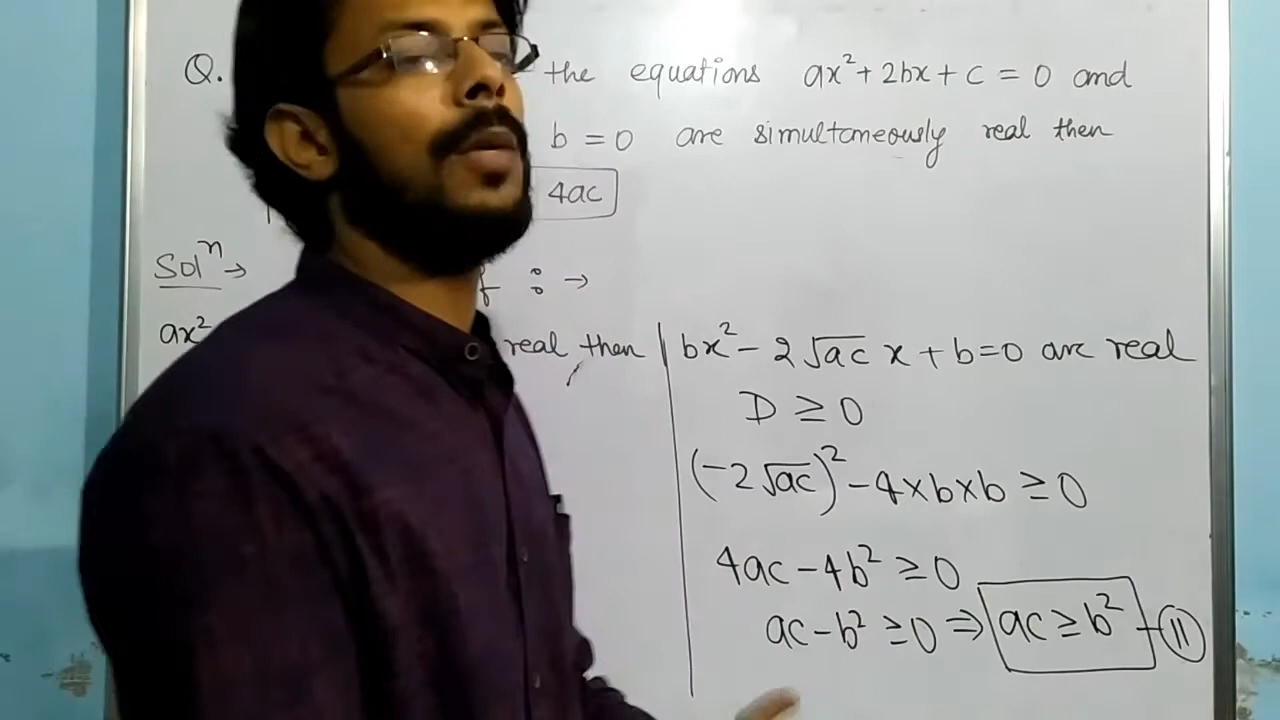 Q. the equations ax² + 2bx + c = 0 and
b = 0 are simultaneously real then
4ac
Solⁿ → f : →
ax² real, then
bx² - 2√ac x + b = 0 are real
D ≥ 0
(-2√ac)² - 4×b×b ≥ 0
4ac - 4b² ≥ 0
ac - b² ≥ 0 ⇒ ac ≥ b² - II